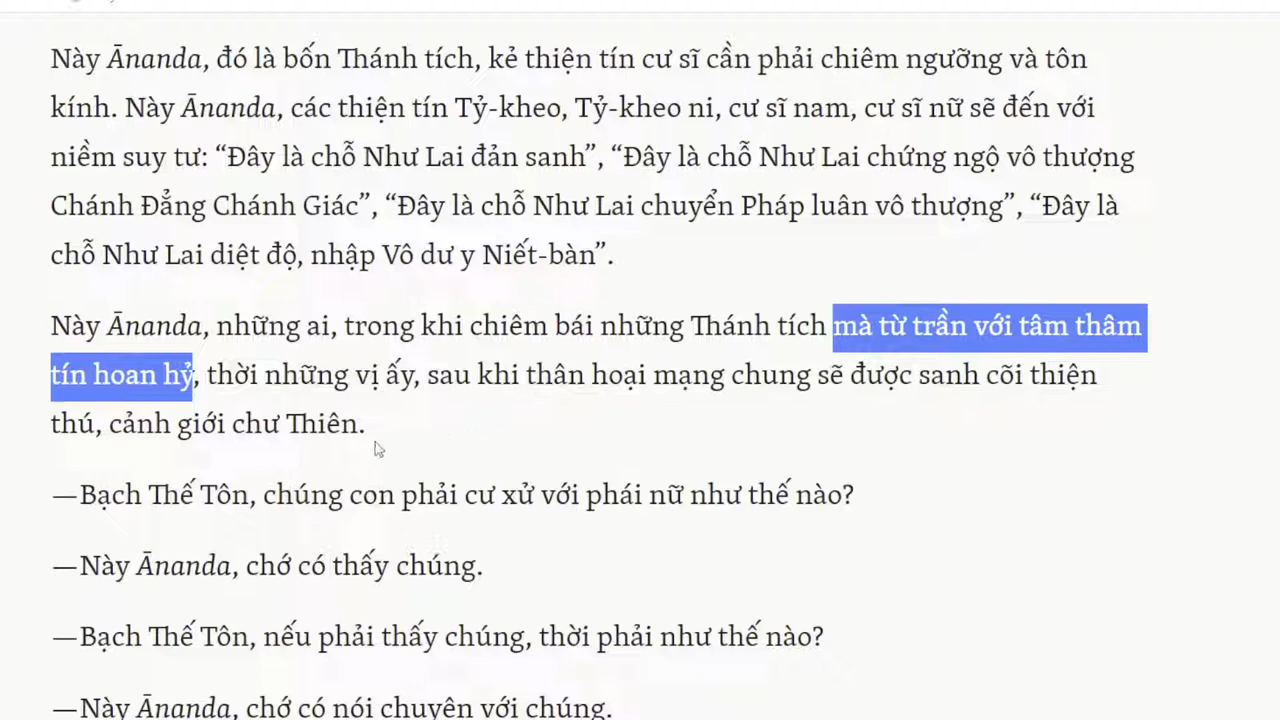 Này Ānanda, đó là bốn Thánh tích, kẻ thiện tín cư sĩ cần phải chiêm ngưỡng và tôn
kính. Này Ānanda, các thiện tín Tỷ-kheo, Tỷ-kheo ni, cư sĩ nam, cư sĩ nữ sẽ đến với
niềm suy tư: “Đây là chỗ Như Lai đản sanh”, “Đây là chỗ Như Lai chứng ngộ vô thượng
Chánh Đẳng Chánh Giác”, “Đây là chỗ Như Lai chuyển Pháp luân vô thượng”, “Đây là
chỗ Như Lai diệt độ, nhập Vô dư y Niết-bàn”.
Này Ānanda, những ai, trong khi chiêm bái những Thánh tích mà từ trần với tâm thâm
tín hoan hỷ, thời những vị ấy, sau khi thân hoại mạng chung sẽ được sanh cõi thiện
thú, cảnh giới chư Thiên.
—Bạch Thế Tôn, chúng con phải cư xử với phái nữ như thế nào?
—Này Ānanda, chớ có thấy chúng.
—Bạch Thế Tôn, nếu phải thấy chúng, thời phải như thế nào?
—Này Ānanda, chớ có nói chuyện với chúng.